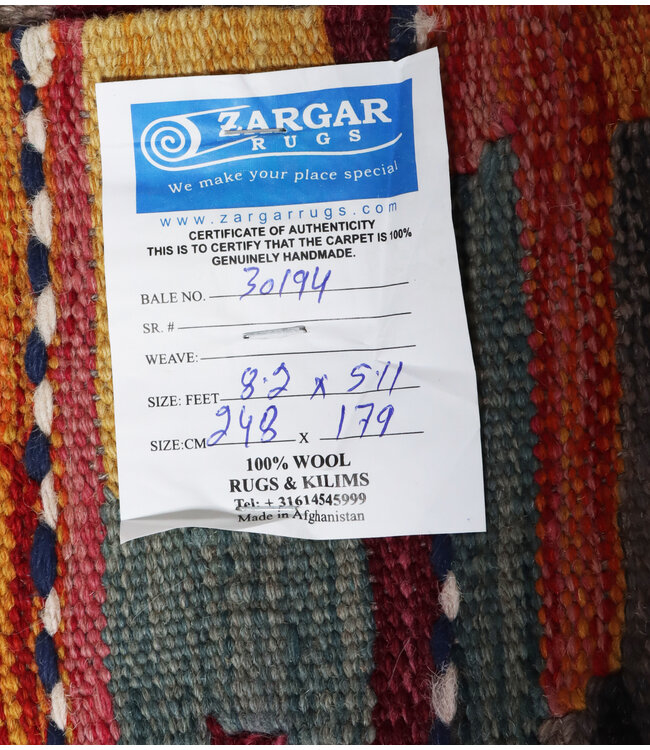 ZARGAR
RUGS
We make your place special
www.zargarrugs.com
CERTIFICATE OF AUTHENTICITY
THIS IS TO CERTIFY THAT THE CARPET IS 100%
GENUINELY HANDMADE.
BALE NO. 30194
SR. #
WEAVE:
SIZE: FEET 8.2 x 5.11
SIZE:CM 248 X 179
100% WOOL
RUGS & KILIMS
Tel: + 31614545999
Made in Afghanistan